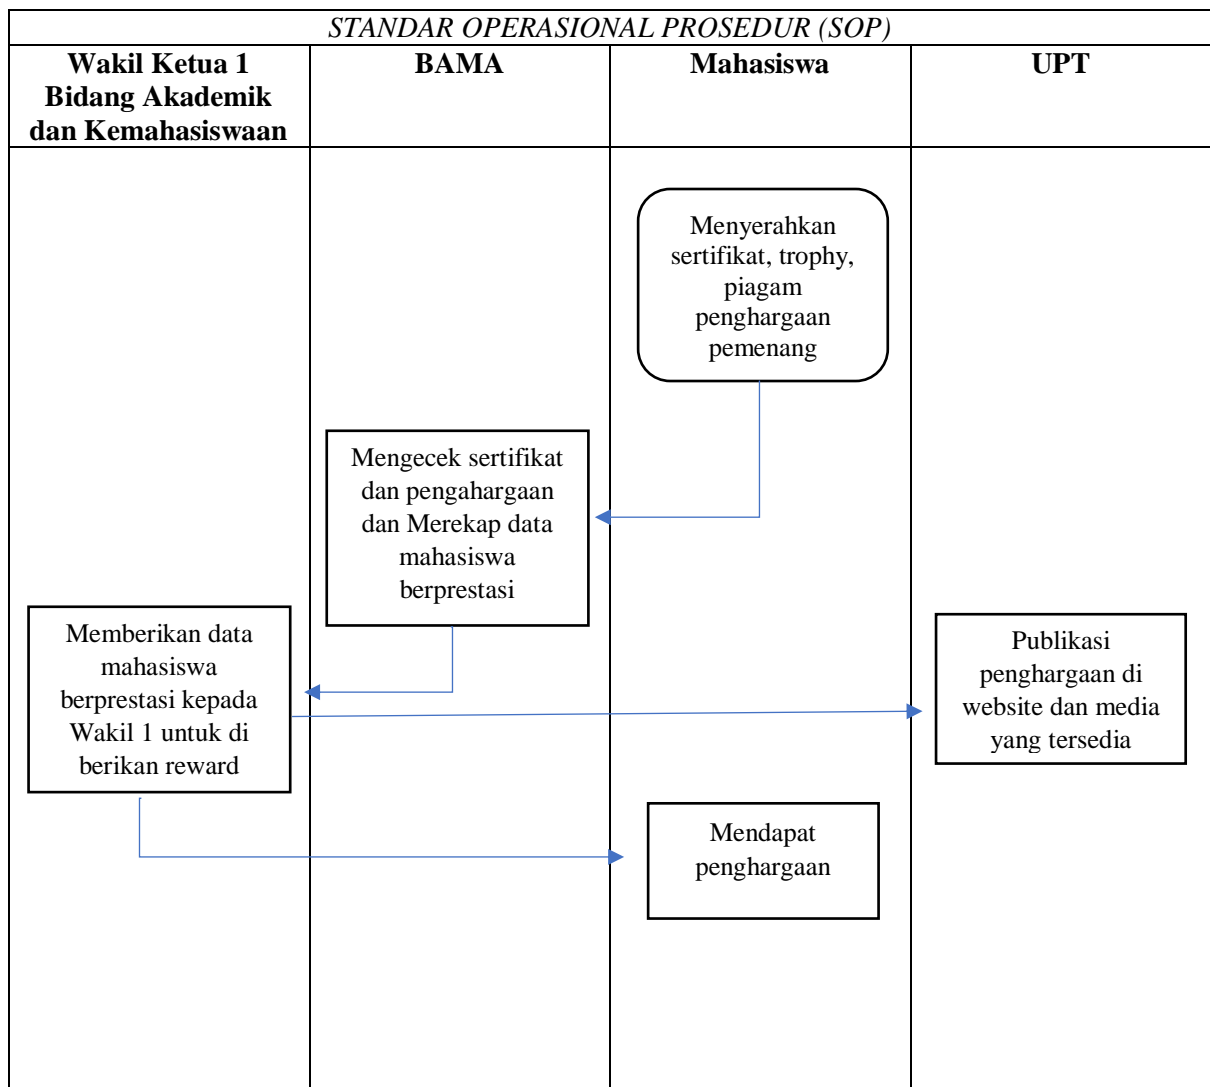 STANDAR OPERASIONAL PROSEDUR (SOP)
Wakil Ketua 1
Bidang Akademik
dan Kemahasiswaan
BAMA
Mahasiswa
UPT
Menyerahkan
sertifikat, trophy,
piagam
penghargaan
pemenang
Mengecek sertifikat
dan pengahargaan
dan Merekap data
mahasiswa
berprestasi
Memberikan data
mahasiswa
berprestasi kepada
Wakil 1 untuk di
berikan reward
Publikasi
penghargaan di
website dan media
yang tersedia
Mendapat
penghargaan